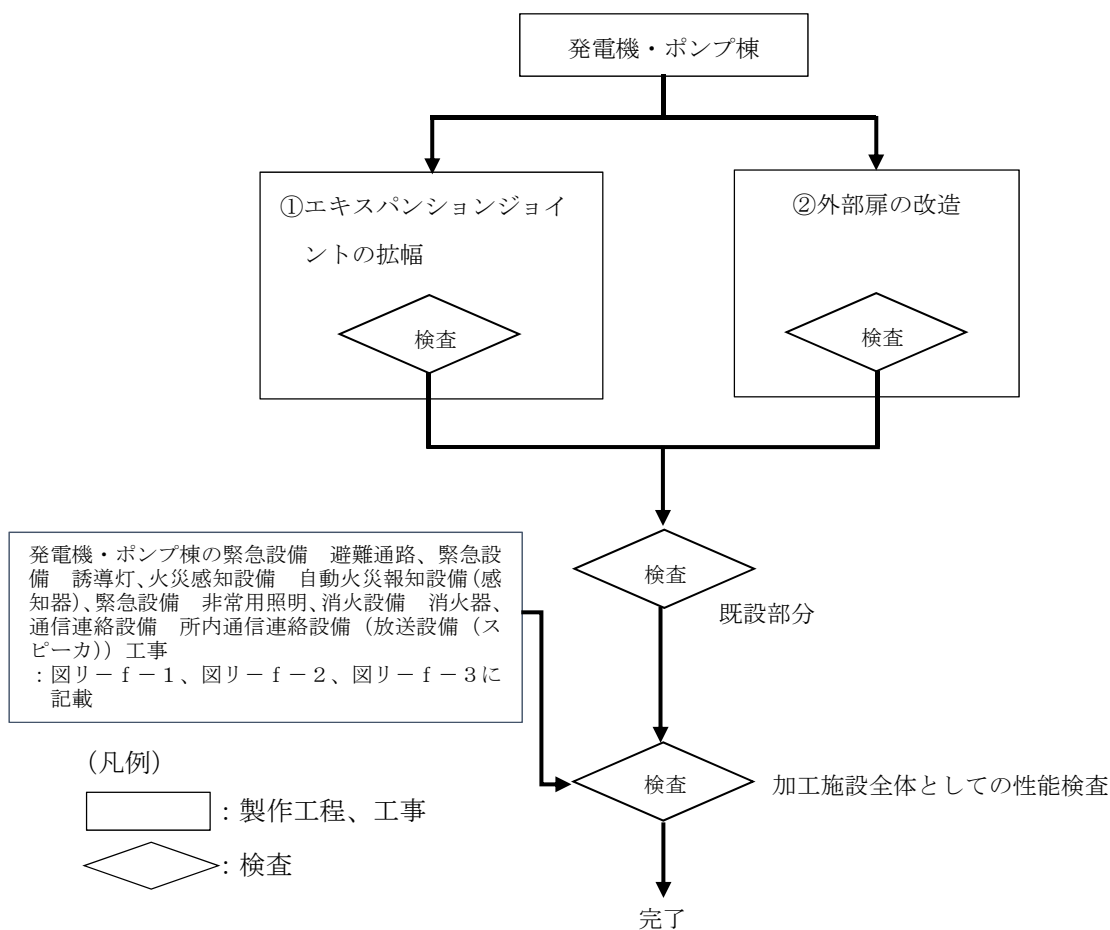 発電機・ポンプ棟
①エキスパンションジョイ
ントの拡幅
検査
②外部扉の改造
検査
検査
既設部分
発電機・ポンプ棟の緊急設備　避難通路、緊急設
備　誘導灯、火災感知設備　自動火災報知設備(感
知器)、緊急設備　非常用照明、消火設備　消火器、
通信連絡設備　所内通信連絡設備（放送設備（ス
ピーカ））工事
：図リ－ｆ－１、図リ－ｆ－２、図リ－ｆ－３に
記載
検査
加工施設全体としての性能検査
(凡例)
：製作工程、工事
：検査
完了